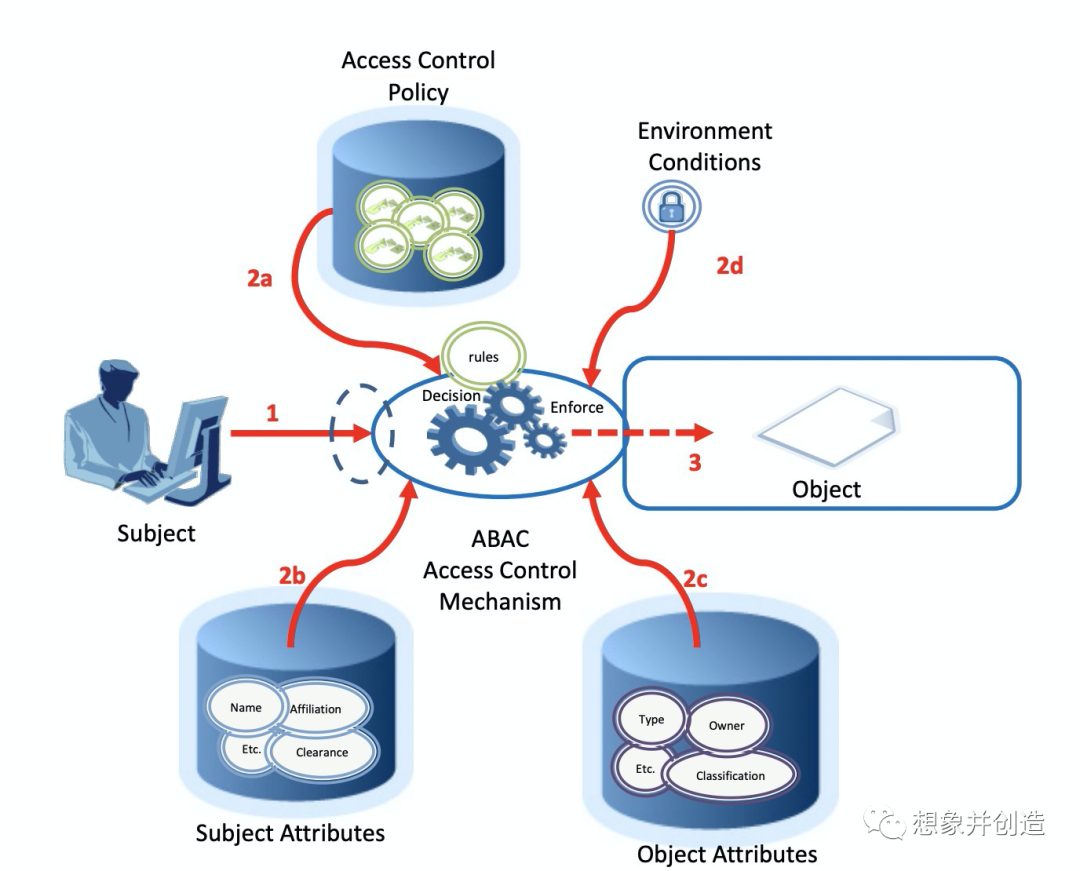 Access Control
Policy
Environment
Conditions
2a
2d
rules
Decision
Enforce
1
3
Subject
Object
ABAC
Access Control
Mechanism
2b
2c
Name
Affiliation
Etc.
Clearance
Type
Owner
Etc.
Classification
Subject Attributes
Object Attributes
想象并创造